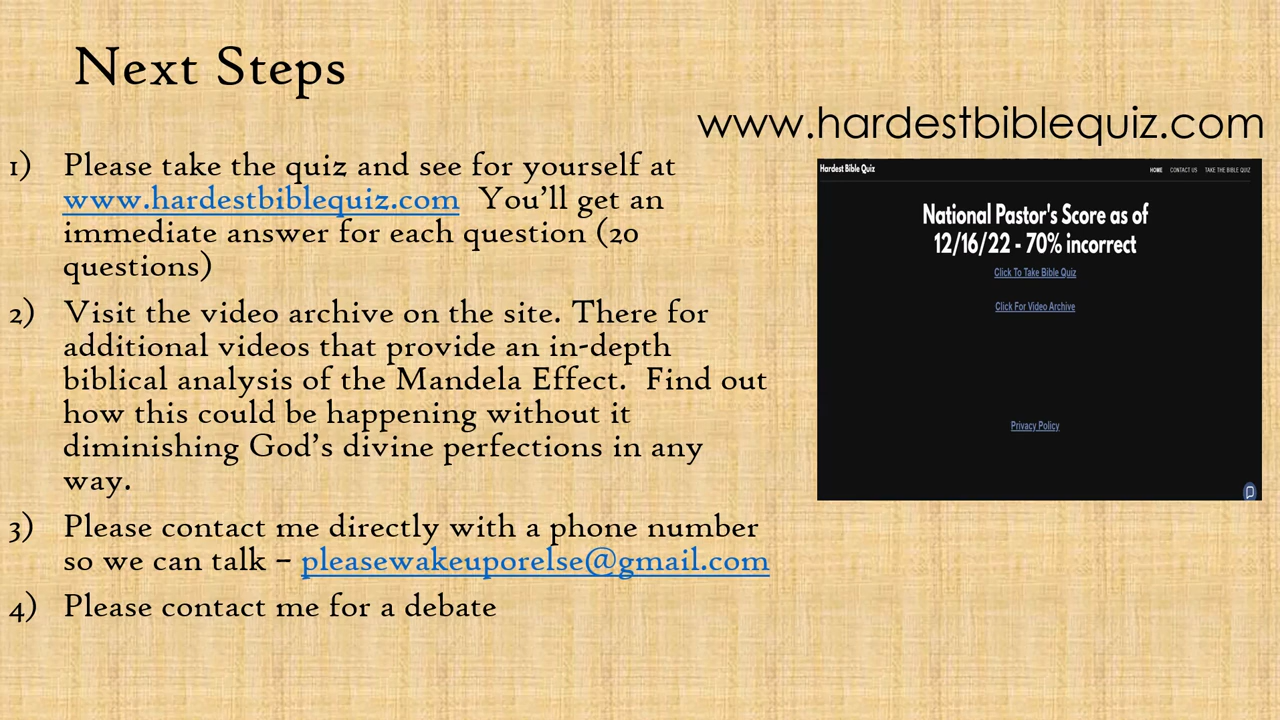 Next Steps
www.hardestbiblequiz.com
1) Please take the quiz and see for yourself at
www.hardestbiblequiz.com You’ll get an
immediate answer for each question (20
questions)
2) Visit the video archive on the site. There for
additional videos that provide an in-depth
biblical analysis of the Mandela Effect. Find out
how this could be happening without it
diminishing God’s divine perfections in any
way.
3) Please contact me directly with a phone number
so we can talk – pleasewakeuporelse@gmail.com
4) Please contact me for a debate
Hardest Bible Quiz
HOME CONTACT US TAKE THE BIBLE QUIZ
National Pastor's Score as of
12/16/22 - 70% incorrect
Click To Take Bible Quiz
Click For Video Archive
Privacy Policy